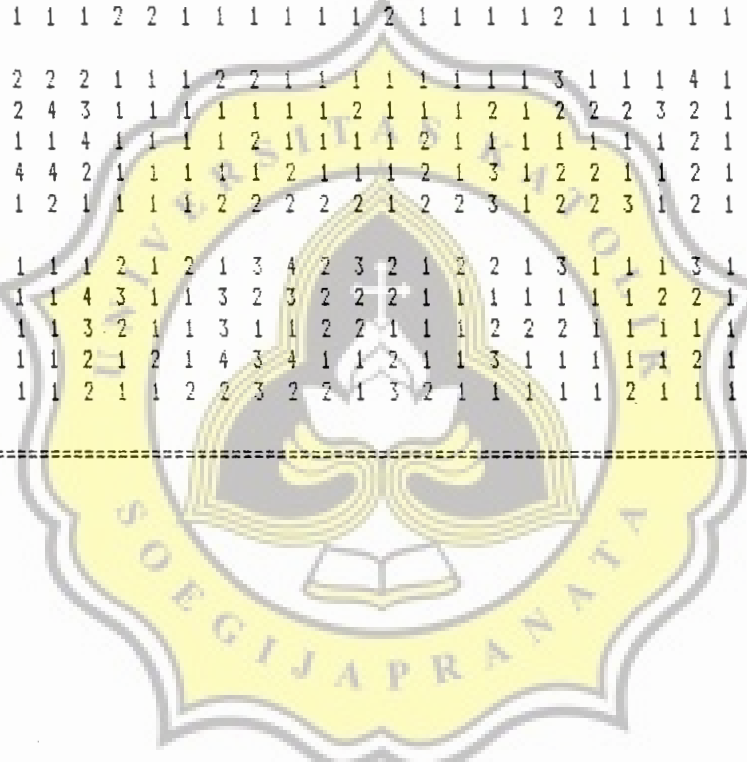 1 1 1 2 2 1 1 1 1 1 1 2 1 1 1 1 2 1 1 1 1 1
2 2 2 1 1 1 2 2 1 1 1 1 1 1 1 1 3 1 1 1 4 1
2 4 3 1 1 1 1 1 1 1 2 1 1 1 2 1 2 2 2 3 2 1
1 1 4 1 1 1 1 2 1 1 1 1 2 1 1 1 1 1 1 1 2 1
4 4 2 1 1 1 1 1 2 1 1 1 2 1 3 1 2 2 1 1 2 1
1 2 1 1 1 1 2 2 2 2 2 1 2 2 3 1 2 2 3 1 2 1
1 1 1 2 1 2 1 3 4 2 3 2 1 2 2 1 3 1 1 1 3 1
1 1 4 3 1 1 3 2 3 2 2 2 1 1 1 1 1 1 1 2 2 1
1 1 3 2 1 1 3 1 1 2 2 1 1 1 2 2 2 1 1 1 1 1
1 1 2 1 2 1 4 3 4 1 1 2 1 1 3 1 1 1 1 1 2 1
1 1 2 1 1 2 2 3 2 2 1 3 2 1 1 1 1 1 2 1 1 1
UNIVERSITAS KATOLIK
SOEGIJAPRANATA